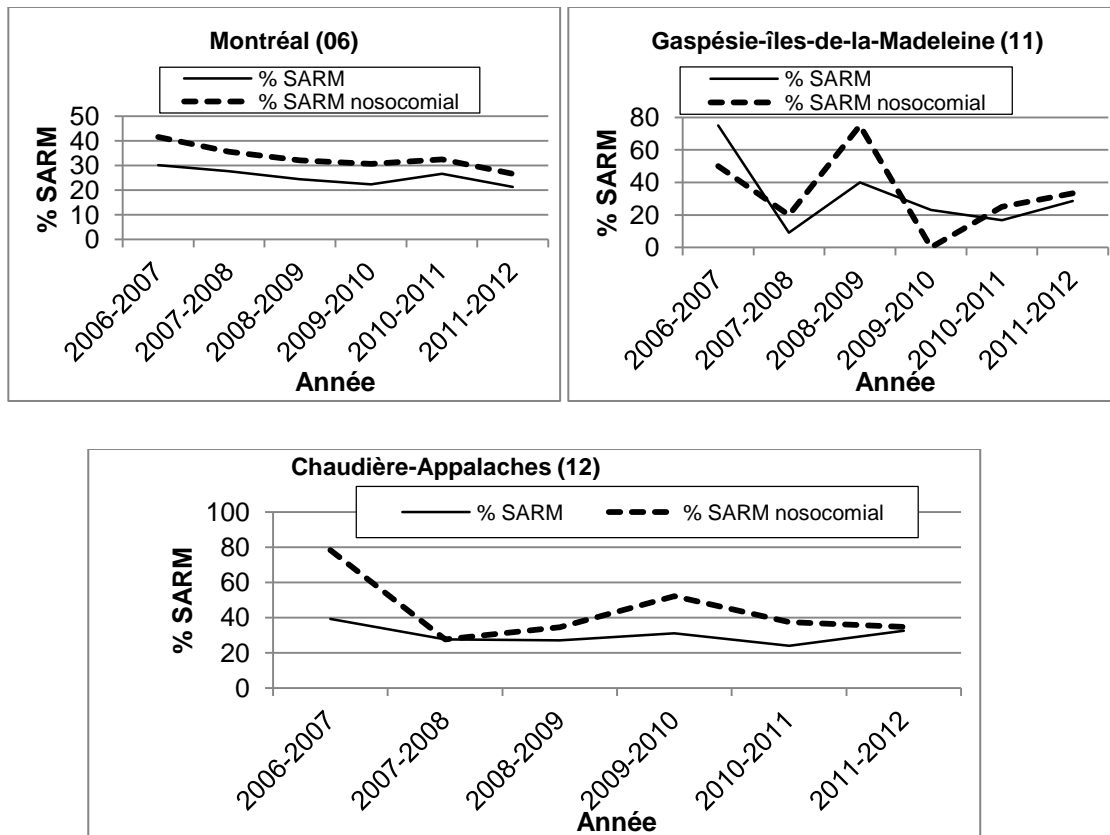 Montréal (06)
% SARM
% SARM nosocomial
50
40
30
20
10
0
% SARM
2006-2007
2007-2008
2008-2009
2009-2010
2010-2011
2011-2012
Année
Gaspésie-îles-de-la-Madeleine (11)
% SARM
% SARM nosocomial
80
60
40
20
0
% SARM
2006-2007
2007-2008
2008-2009
2009-2010
2010-2011
2011-2012
Année
Chaudière-Appalaches (12)
% SARM % SARM nosocomial
100
80
60
40
20
0
% SARM
2006-2007
2007-2008
2008-2009
2009-2010
2010-2011
2011-2012
Année